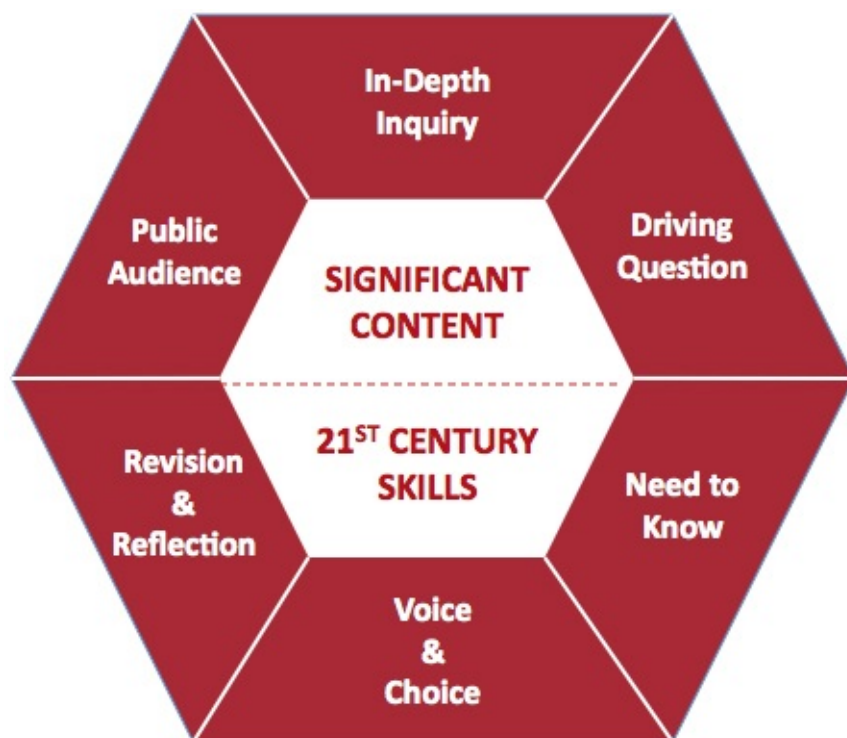 In-Depth
Inquiry
Driving
Question
Need to
Know
Voice
&
Choice
Revision
&
Reflection
Public
Audience
SIGNIFICANT
CONTENT
21ST CENTURY
SKILLS